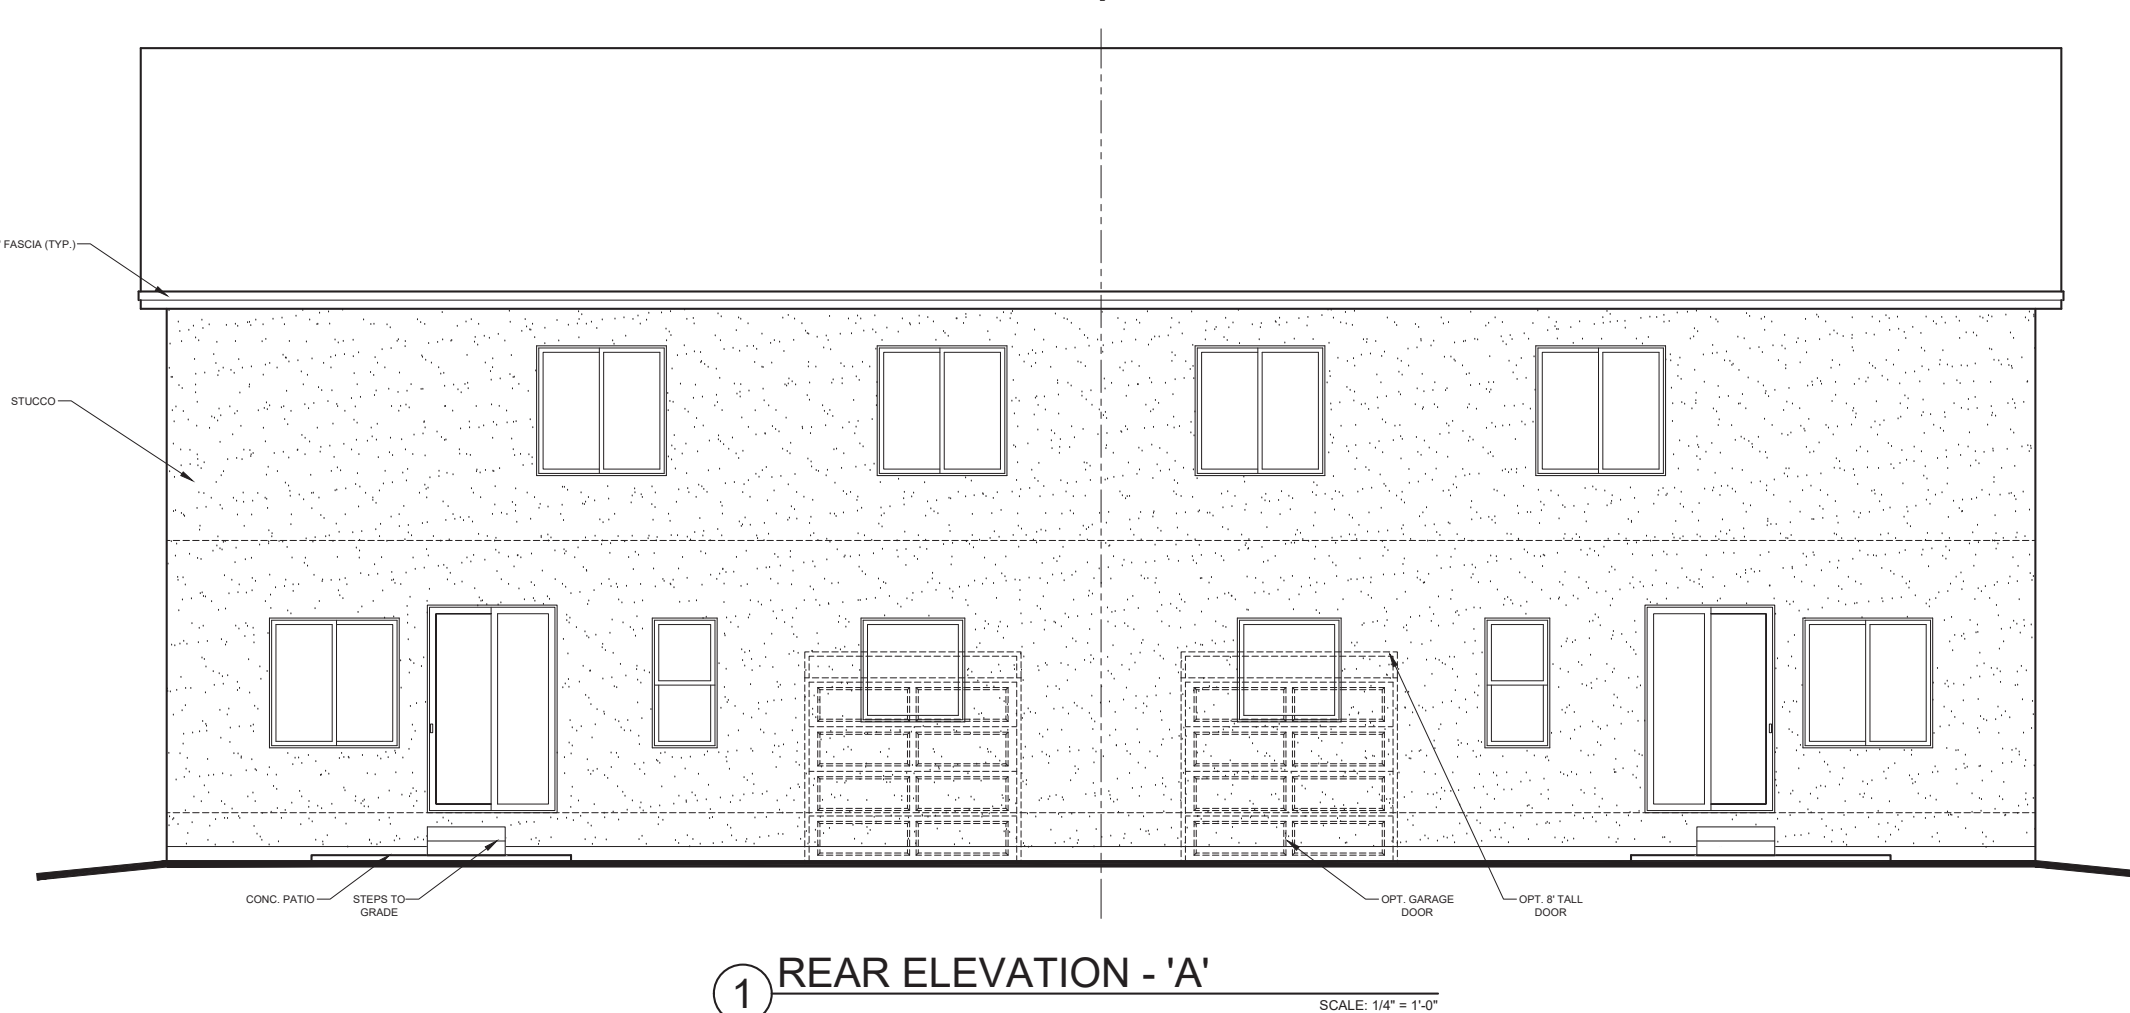 FASCIA (TYP.)
STUCCO
CONC. PATIO
STEPS TO
GRADE
OPT. GARAGE
DOOR
OPT. 8' TALL
DOOR
1
REAR ELEVATION - 'A'
SCALE: 1/4" = 1'-0"